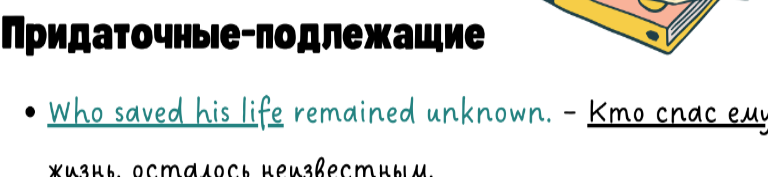 Придаточные-подлежащие
• Who saved his life remained unknown. - Кто спас ему
жизнь, осталось неизвестным.